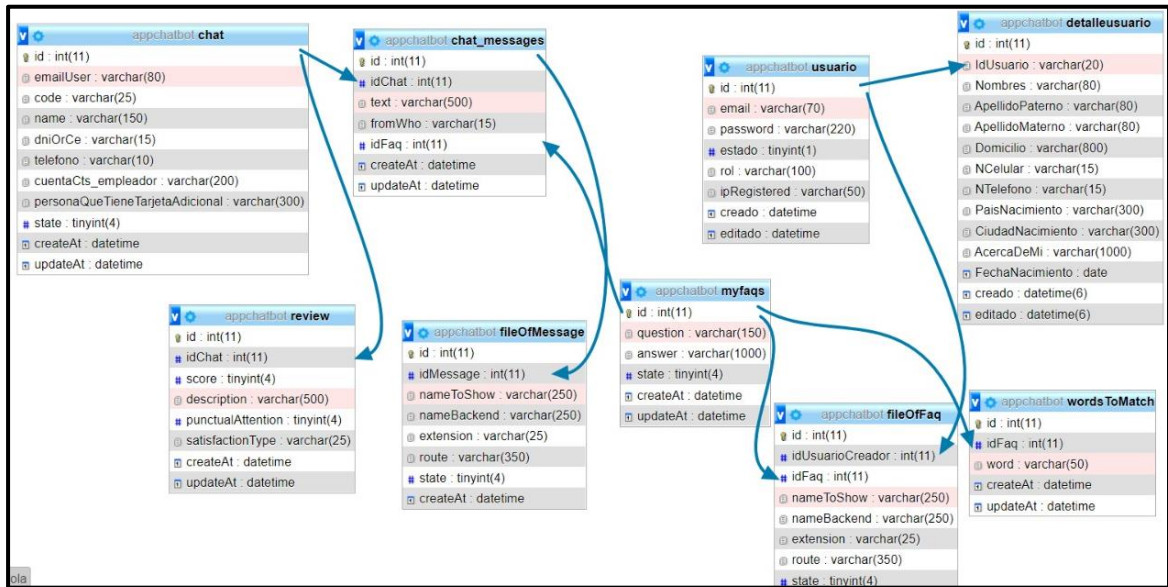 appchatbot chat
id : int(11)
emailUser : varchar(80)
code : varchar(25)
name : varchar(150)
dniOrCe : varchar(15)
telefono : varchar(10)
cuentaCts_empleador : varchar(200)
personaQueTieneTarjetaAdicional : varchar(300)
# state : tinyint(4)
createAt : datetime
updateAt : datetime
appchatbot chat_messages
id : int(11)
# idChat : int(11)
text : varchar(500)
fromWho : varchar(15)
# idFaq : int(11)
createAt : datetime
updateAt : datetime
appchatbot usuario
id : int(11)
email : varchar(70)
password : varchar(220)
# estado : tinyint(1)
rol : varchar(100)
ipRegistered : varchar(50)
creado : datetime
editado : datetime
appchatbot detalleusuario
id : int(11)
IdUsuario : varchar(20)
Nombres : varchar(80)
ApellidoPaterno : varchar(80)
ApellidoMaterno : varchar(80)
Domicilio : varchar(800)
NCelular : varchar(15)
NTelefono : varchar(15)
PaisNacimiento : varchar(300)
CiudadNacimiento : varchar(300)
AcercaDeMi : varchar(1000)
FechaNacimiento : date
creado : datetime(6)
editado : datetime(6)
appchatbot review
id : int(11)
# idChat : int(11)
# score : tinyint(4)
description : varchar(500)
# punctualAttention : tinyint(4)
satisfactionType : varchar(25)
createAt : datetime
updateAt : datetime
appchatbot fileOfMessage
id : int(11)
# idMessage : int(11)
nameToShow : varchar(250)
nameBackend : varchar(250)
extension : varchar(25)
route : varchar(350)
# state : tinyint(4)
createAt : datetime
appchatbot myfaqs
id : int(11)
question : varchar(150)
answer : varchar(1000)
# state : tinyint(4)
createAt : datetime
updateAt : datetime
appchatbot fileOfFaq
id : int(11)
# idUsuarioCreador : int(11)
# idFaq : int(11)
nameToShow : varchar(250)
nameBackend : varchar(250)
extension : varchar(25)
route : varchar(350)
# state : tinyint(4)
appchatbot wordsToMatch
id : int(11)
# idFaq : int(11)
word : varchar(50)
createAt : datetime
updateAt : datetime
ola